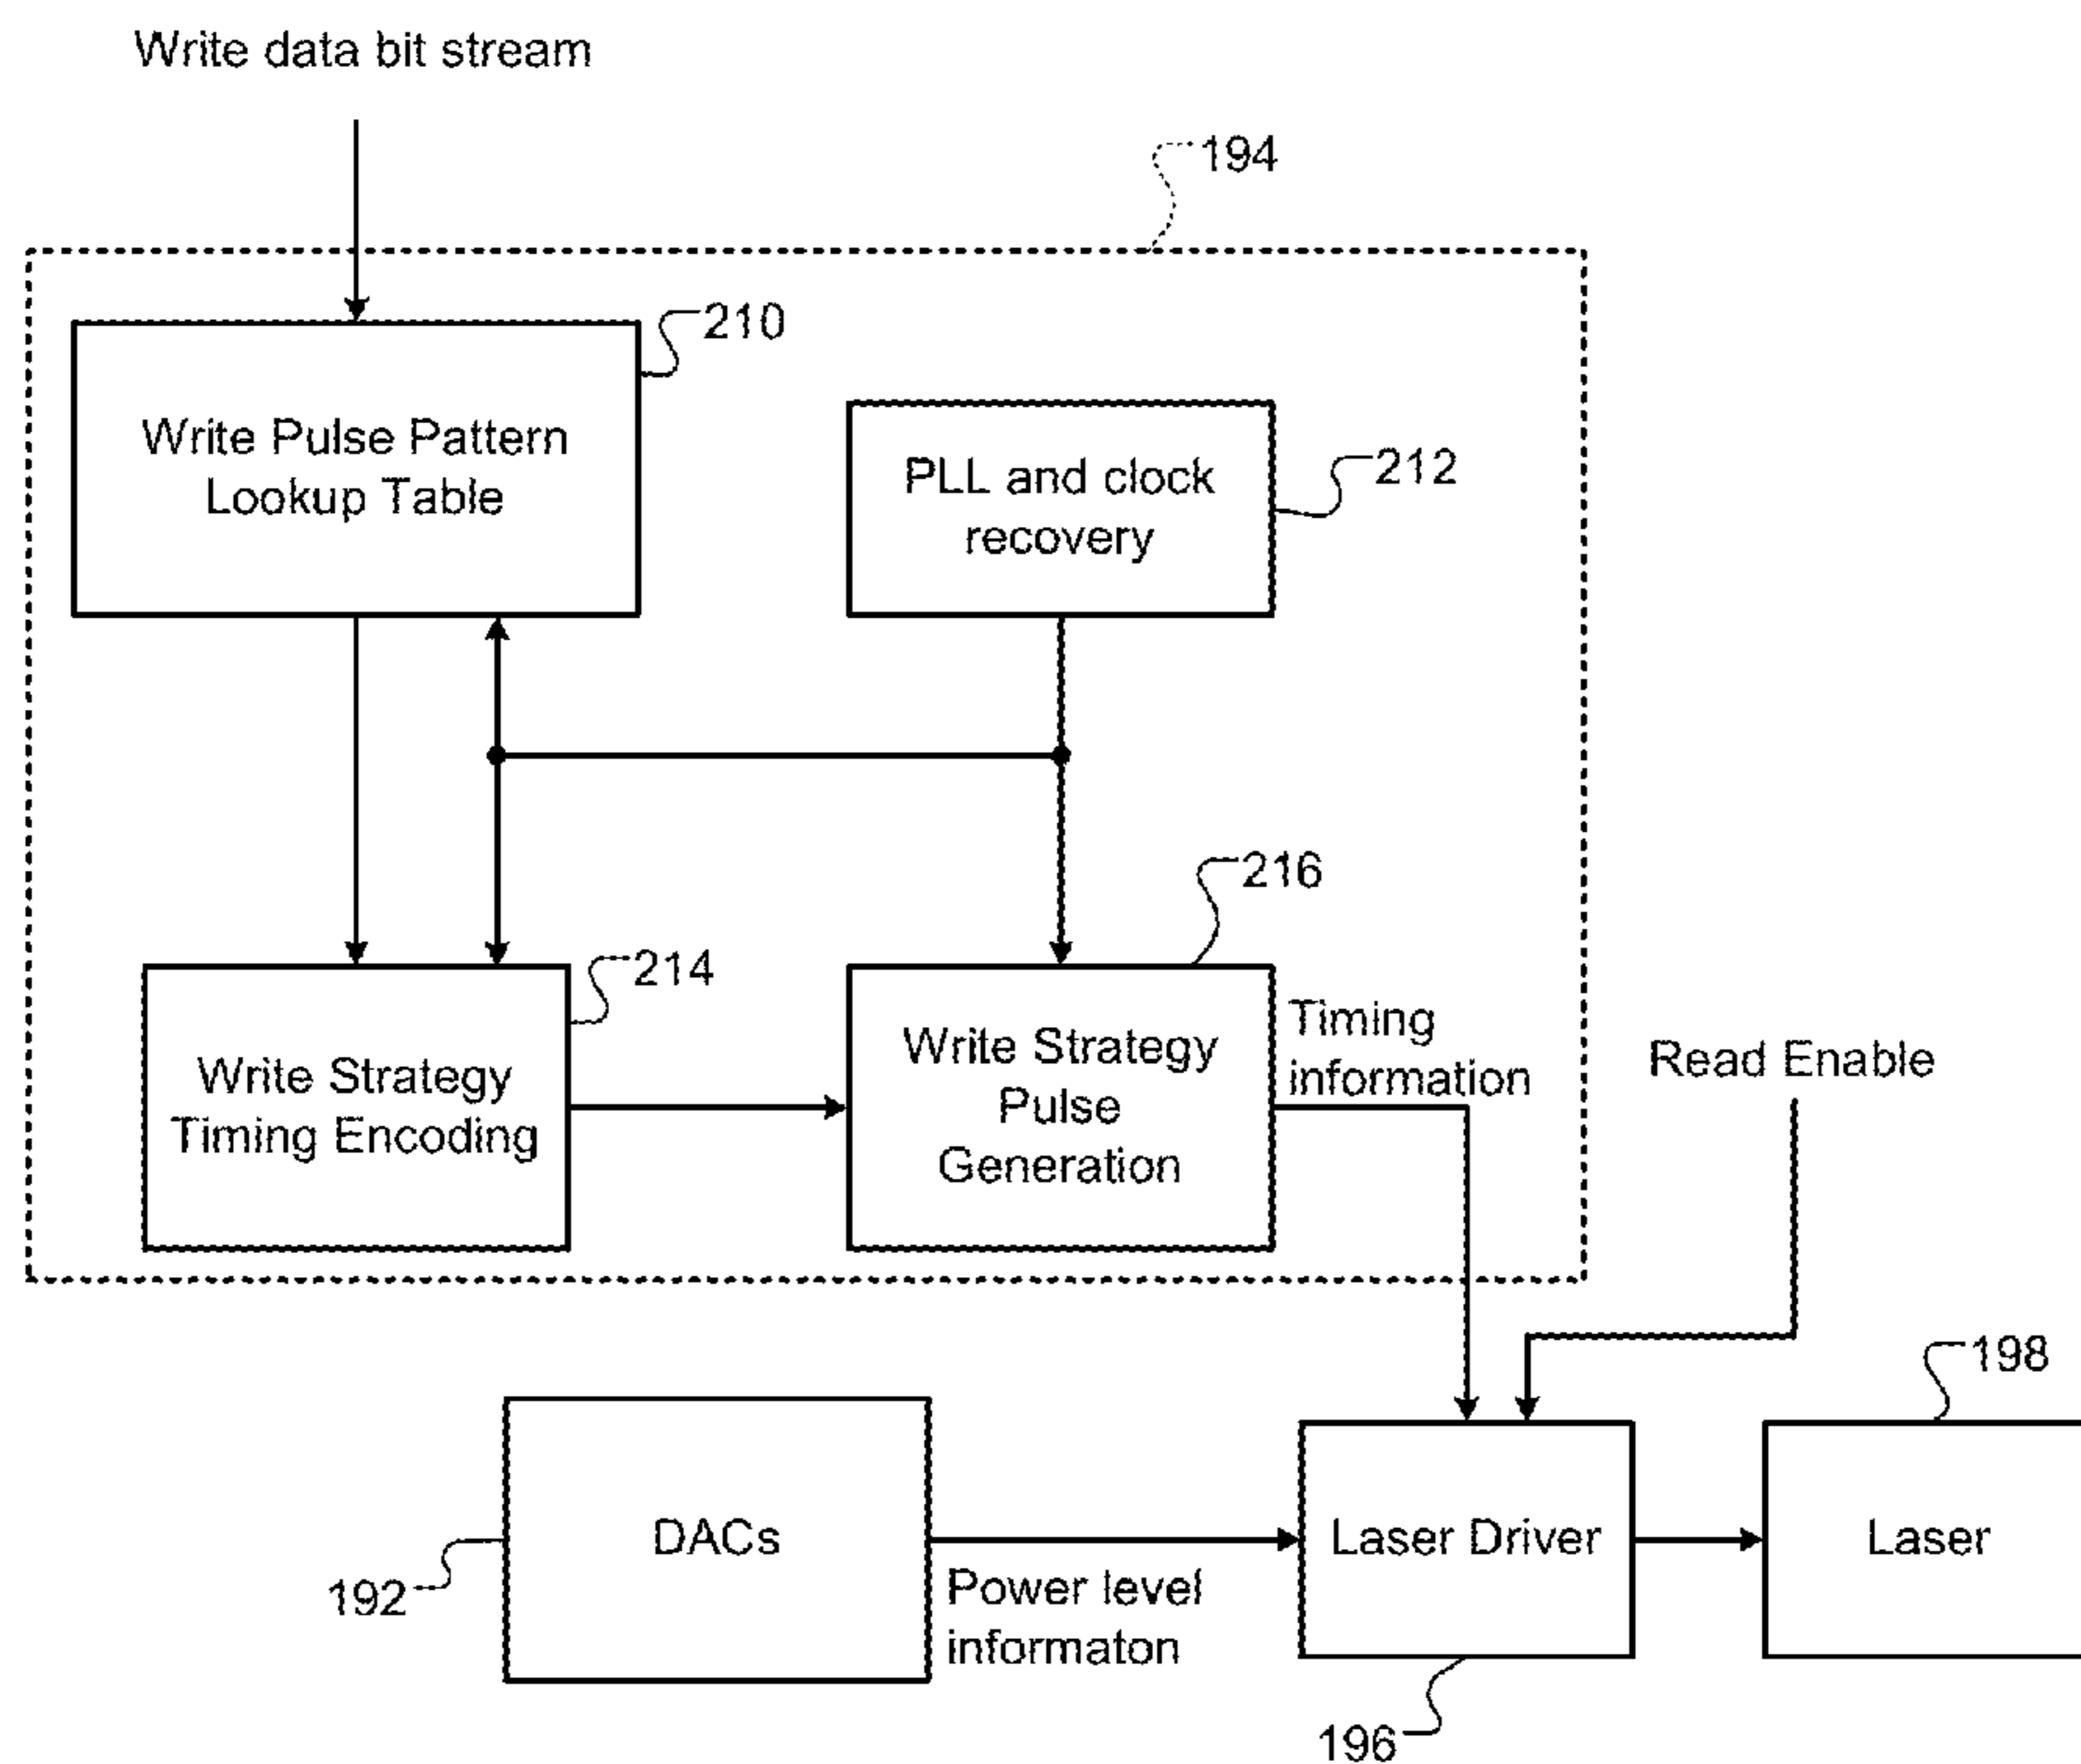 Write data bit stream
194
210
Write Pulse Pattern
Lookup Table
212
PLL and clock
recovery
216
214
Timing
information
Write Strategy
Pulse
Generation
Read Enable
Write Strategy
Timing Encoding
198
DACs
Laser Driver
Laser
192
Power level
informaton
196